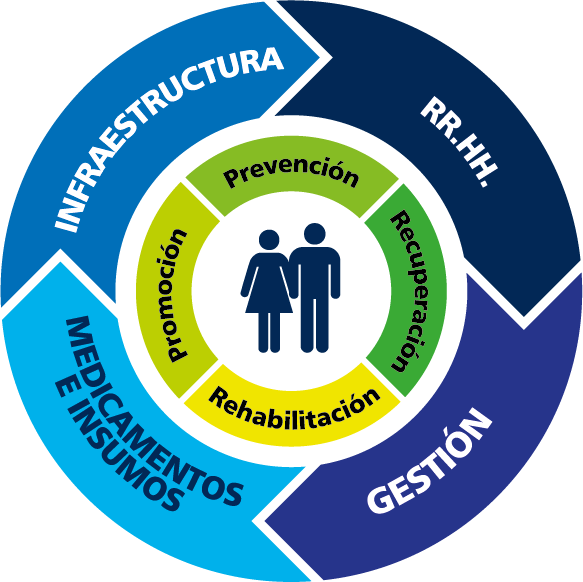 INFRAESTRUCTURA
RR.HH.
GESTIÓN
MEDICAMENTOS
E INSUMOS
Prevención
Recuperación
Rehabilitación
Promoción